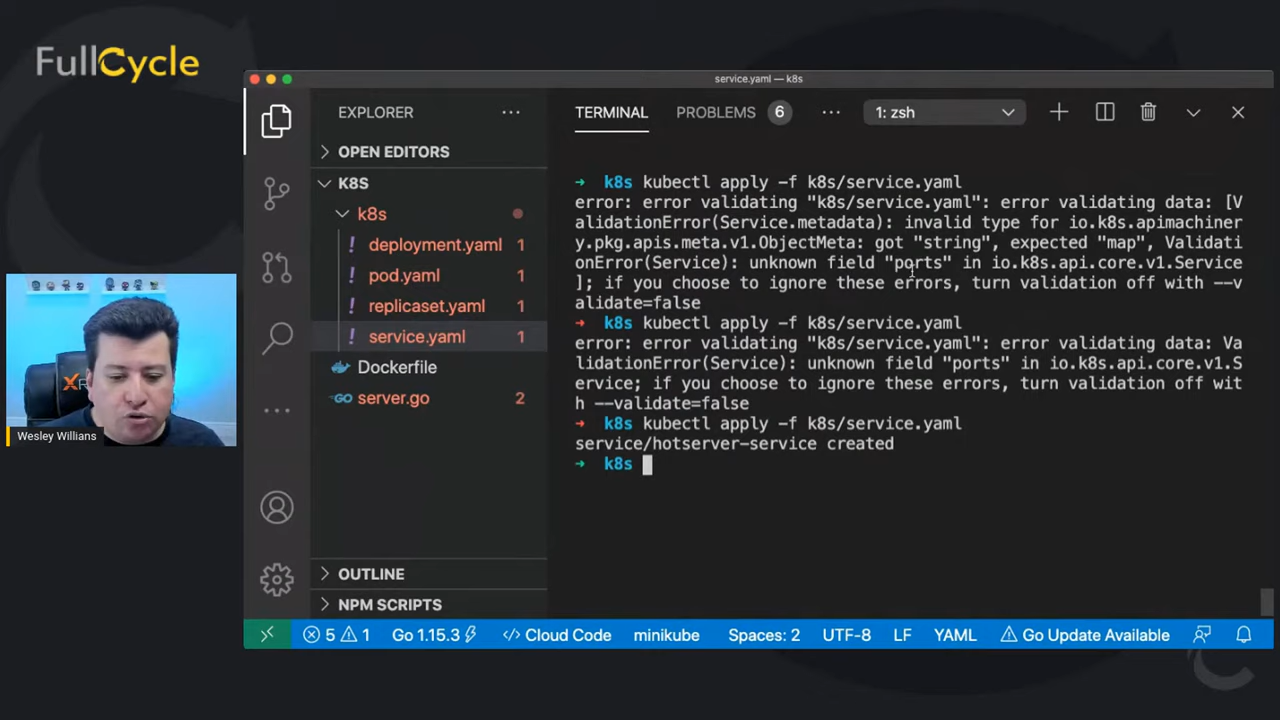 FullCycle
service.yaml — k8s
EXPLORER
OPEN EDITORS
K8S
k8s
deployment.yaml 1
pod.yaml 1
replicaset.yaml 1
service.yaml 1
Dockerfile
GO server.go 2
OUTLINE
NPM SCRIPTS
TERMINAL PROBLEMS 6 1: zsh
k8s kubectl apply -f k8s/service.yaml
error: error validating "k8s/service.yaml": error validating data: [V
alidationError(Service.metadata): invalid type for io.k8s.apimachiner
y.pkg.apis.meta.v1.ObjectMeta: got "string", expected "map", Validati
onError(Service): unknown field "ports" in io.k8s.api.core.v1.Service
]; if you choose to ignore these errors, turn validation off with --v
alidate=false
k8s kubectl apply -f k8s/service.yaml
error: error validating "k8s/service.yaml": error validating data: Va
lidationError(Service): unknown field "ports" in io.k8s.api.core.v1.S
ervice; if you choose to ignore these errors, turn validation off wit
h --validate=false
k8s kubectl apply -f k8s/service.yaml
service/hotserver-service created
k8s
Wesley Willians
5 1 Go 1.15.3 Cloud Code minikube Spaces: 2 UTF-8 LF YAML Go Update Available